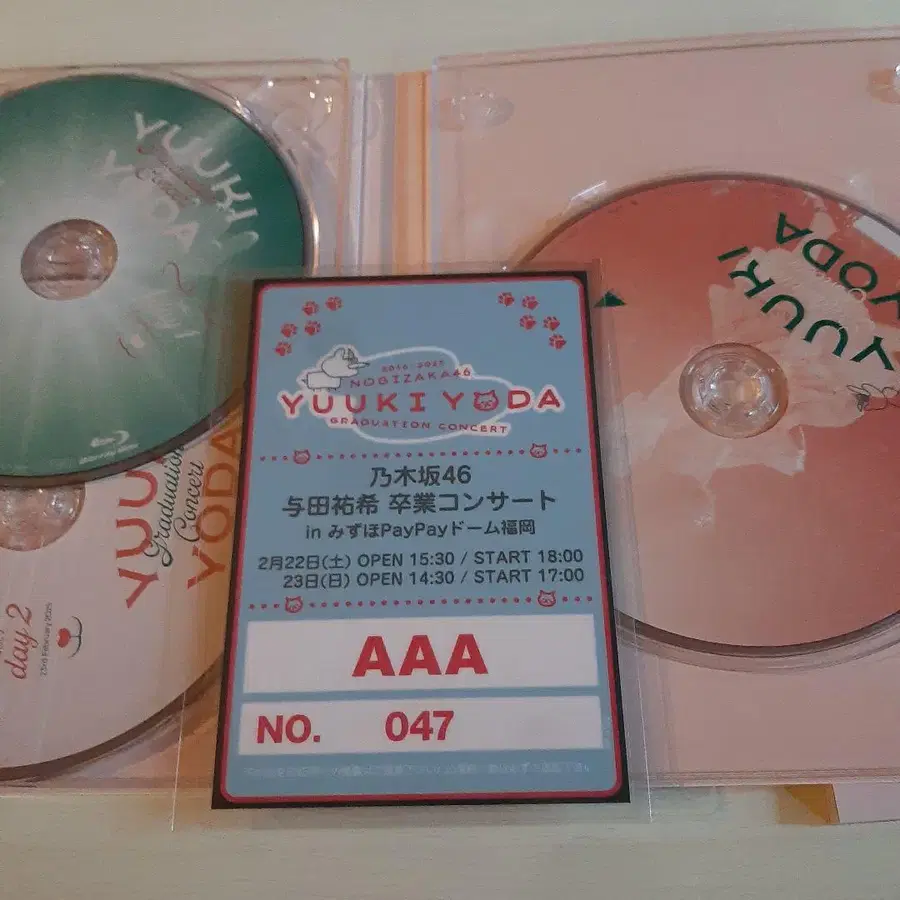 YUUKI
YODA
YUUKI
Graduation
Concert
YODA
day 2
23rd February 2025
YUUKI
YODA
2016-2025
NOGIZAKA46
YUUKI YODA
GRADUATION CONCERT
乃木坂46
与田祐希 卒業コンサート
in みずほPayPayドーム福岡
2月22日(土) OPEN 15:30 / START 18:00
23日(日) OPEN 14:30 / START 17:00
AAA
NO. 047